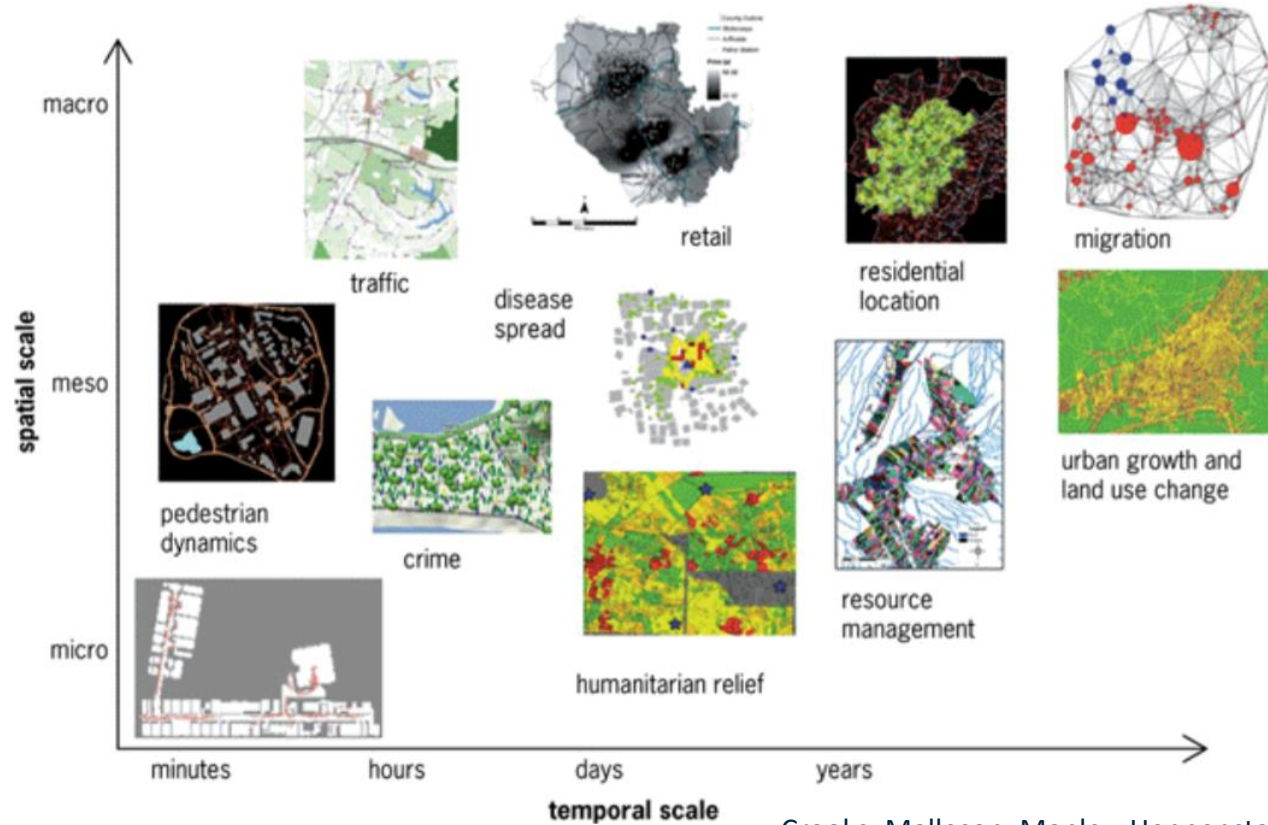 macro
meso
micro
spatial scale
traffic
retail
residential
location
migration
disease
spread
pedestrian
dynamics
crime
humanitarian relief
resource
management
urban growth and
land use change
minutes
hours
days
years
temporal scale